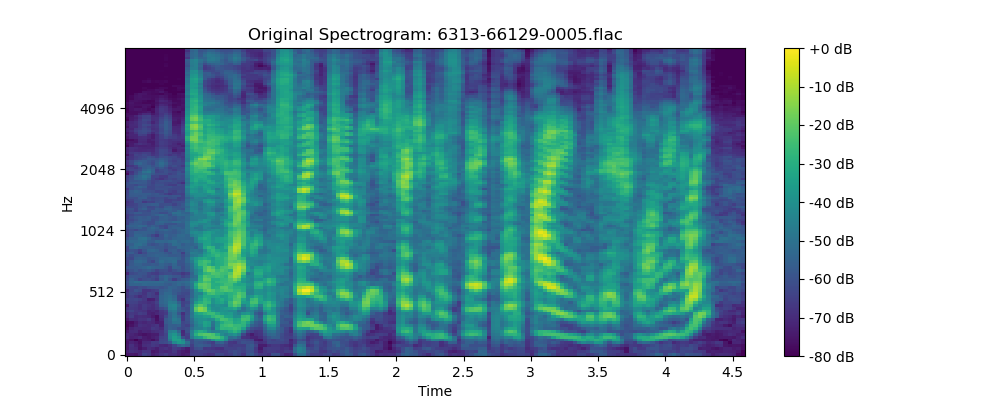 Original Spectrogram: 6313-66129-0005.flac
Hz
4096
2048
1024
512
0
0 0.5 1 1.5 2 2.5 3 3.5 4 4.5
Time
+0 dB
-10 dB
-20 dB
-30 dB
-40 dB
-50 dB
-60 dB
-70 dB
-80 dB